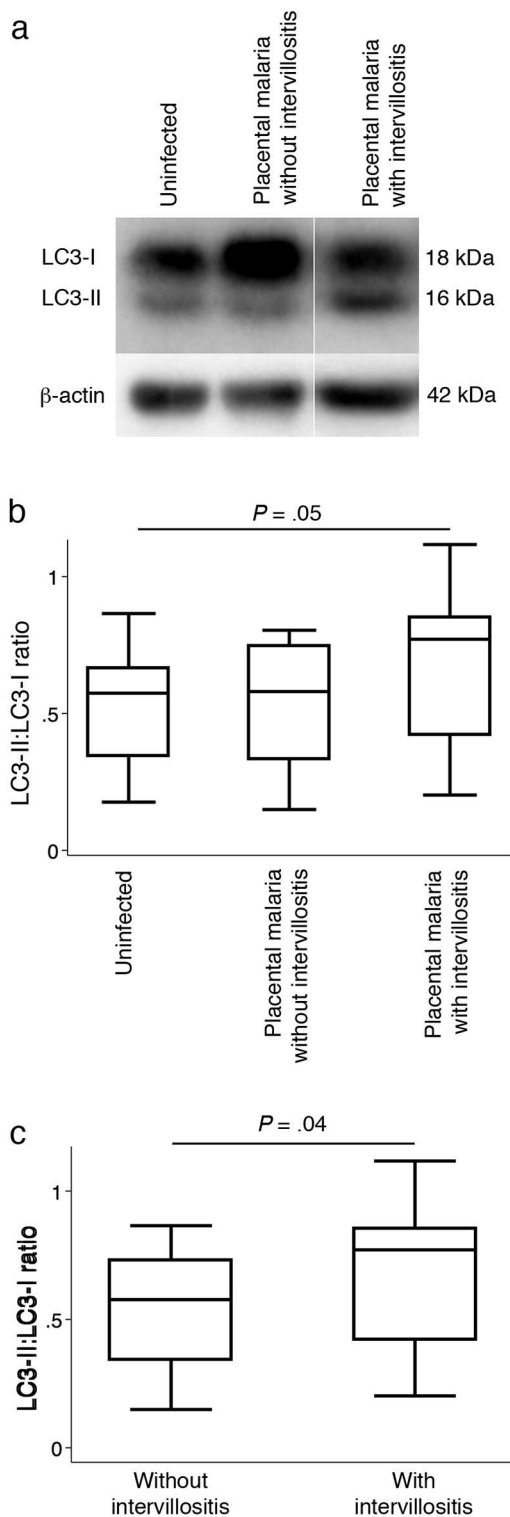 a
Uninfected
Placental malaria
without intervillositis
Placental malaria
with intervillositis
LC3-I
18 kDa
LC3-II
16 kDa
β-actin
42 kDa
b
P = .05
LC3-II:LC3-I ratio
1
.5
0
Uninfected
Placental malaria
without intervillositis
Placental malaria
with intervillositis
c
P = .04
LC3-II:LC3-I ratio
1
.5
0
Without
intervillositis
With
intervillositis